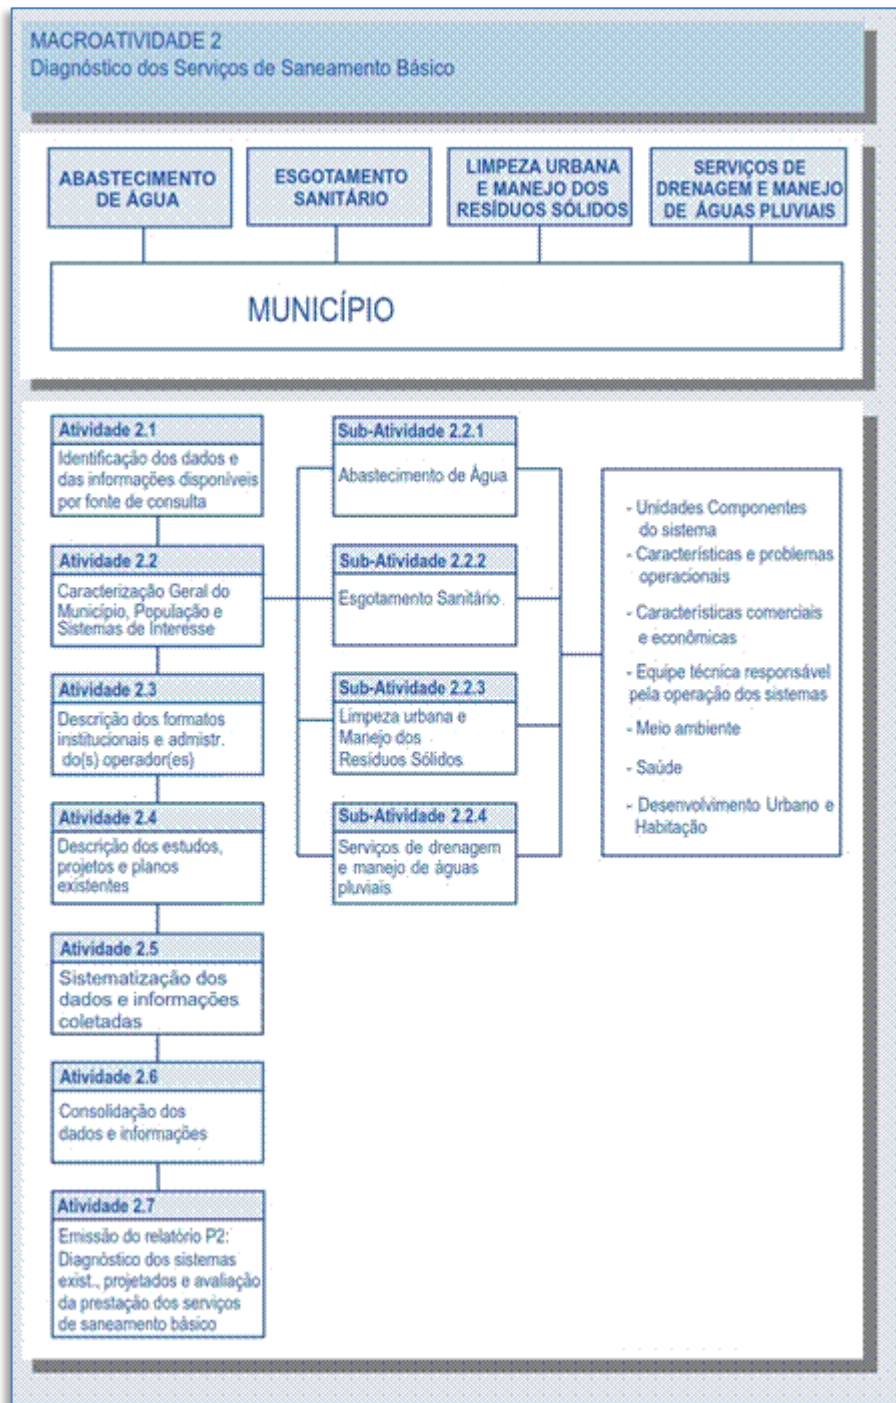 MACROATIVIDADE 2
Diagnóstico dos Serviços de Saneamento Básico
ABASTECIMENTO
DE ÁGUA
ESGOTAMENTO
SANITÁRIO
LIMPEZA URBANA
E MANEJO DOS
RESÍDUOS SÓLIDOS
SERVIÇOS DE
DRENAGEM E MANEJO
DE ÁGUAS PLUVIAIS
MUNICÍPIO
Atividade 2.1
Identificação dos dados e
das informações disponíveis
por fonte de consulta
Atividade 2.2
Caracterização Geral do
Município, População e
Sistemas de Interesse
Atividade 2.3
Descrição dos formatos
institucionais e admistr.
do(s) operador(es)
Atividade 2.4
Descrição dos estudos,
projetos e planos
existentes
Atividade 2.5
Sistematização dos
dados e informações
coletadas
Atividade 2.6
Consolidação dos
dados e informações
Atividade 2.7
Emissão do relatório P2:
Diagnóstico dos sistemas
exist., projetados e avaliação
da prestação dos serviços
de saneamento básico
Sub-Atividade 2.2.1
Abastecimento de Água
Sub-Atividade 2.2.2
Esgotamento Sanitário
Sub-Atividade 2.2.3
Limpeza urbana e
Manejo dos
Resíduos Sólidos
Sub-Atividade 2.2.4
Serviços de drenagem
e manejo de águas
pluviais
- Unidades Componentes
do sistema
- Características e problemas
operacionais
- Características comerciais
e econômicas
- Equipe técnica responsável
pela operação dos sistemas
- Meio ambiente
- Saúde
- Desenvolvimento Urbano e
Habitação